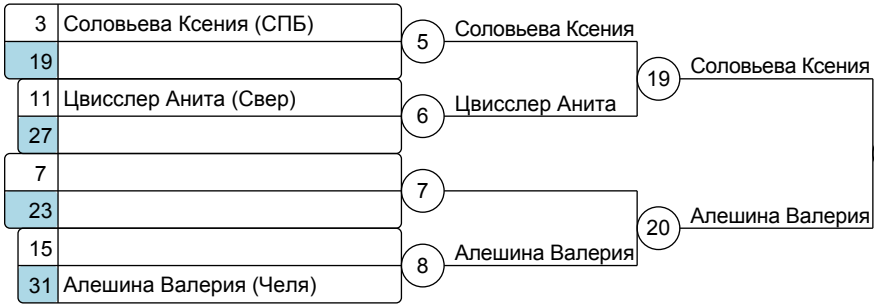 3 Соловьева Ксения (СПБ)
19
5 Соловьева Ксения
11 Цвисслер Анита (Свер)
27
6 Цвисслер Анита
19 Соловьева Ксения
7
23
7
15
31 Алешина Валерия (Челя)
8 Алешина Валерия
20 Алешина Валерия